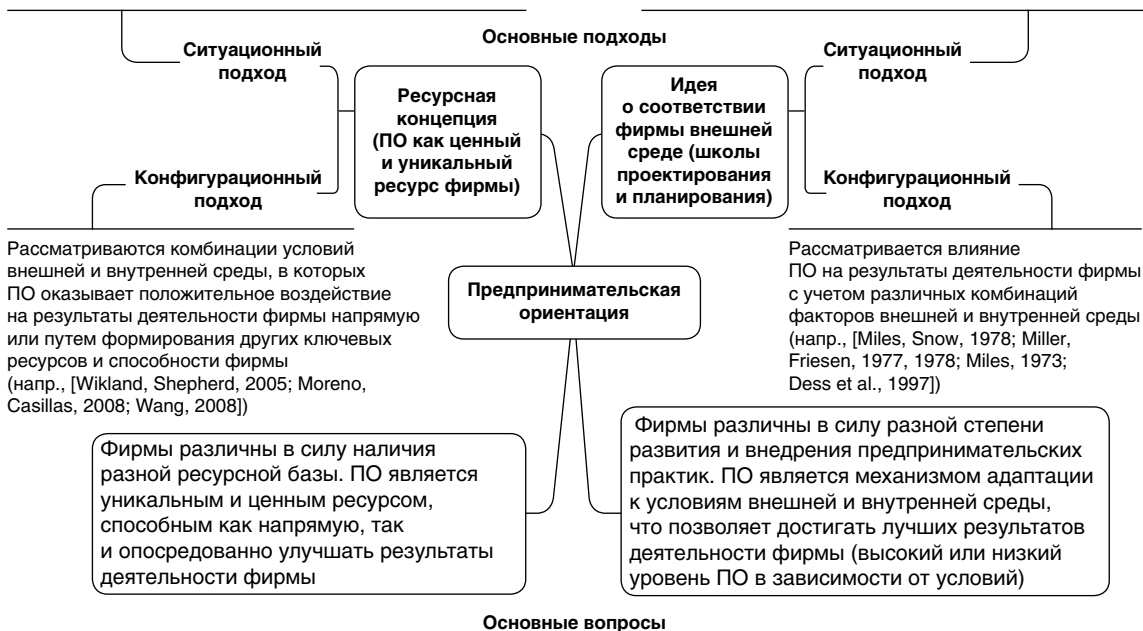 Основные подходы
Ситуационный
подход
Ресурсная
концепция
(ПО как ценный
и уникальный
ресурс фирмы)
Идея
о соответствии
фирмы внешней
среде (школы
проектирования
и планирования)
Ситуационный
подход
Конфигурационный
подход
Конфигурационный
подход
Рассматриваются комбинации условий
внешней и внутренней среды, в которых
ПО оказывает положительное воздействие
на результаты деятельности фирмы напрямую
или путем формирования других ключевых
ресурсов и способности фирмы
(напр., [Wikland, Shepherd, 2005; Moreno,
Casillas, 2008; Wang, 2008])
Предпринимательская
ориентация
Рассматривается влияние
ПО на результаты деятельности фирмы
с учетом различных комбинаций
факторов внешней и внутренней среды
(напр., [Miles, Snow, 1978; Miller,
Friesen, 1977, 1978; Miles, 1973;
Dess et al., 1997])
Фирмы различны в силу наличия
разной ресурсной базы. ПО является
уникальным и ценным ресурсом,
способным как напрямую, так
и опосредованно улучшать результаты
деятельности фирмы
Фирмы различны в силу разной степени
развития и внедрения предпринимательских
практик. ПО является механизмом адаптации
к условиям внешней и внутренней среды,
что позволяет достигать лучших результатов
деятельности фирмы (высокий или низкий
уровень ПО в зависимости от условий)
Основные вопросы